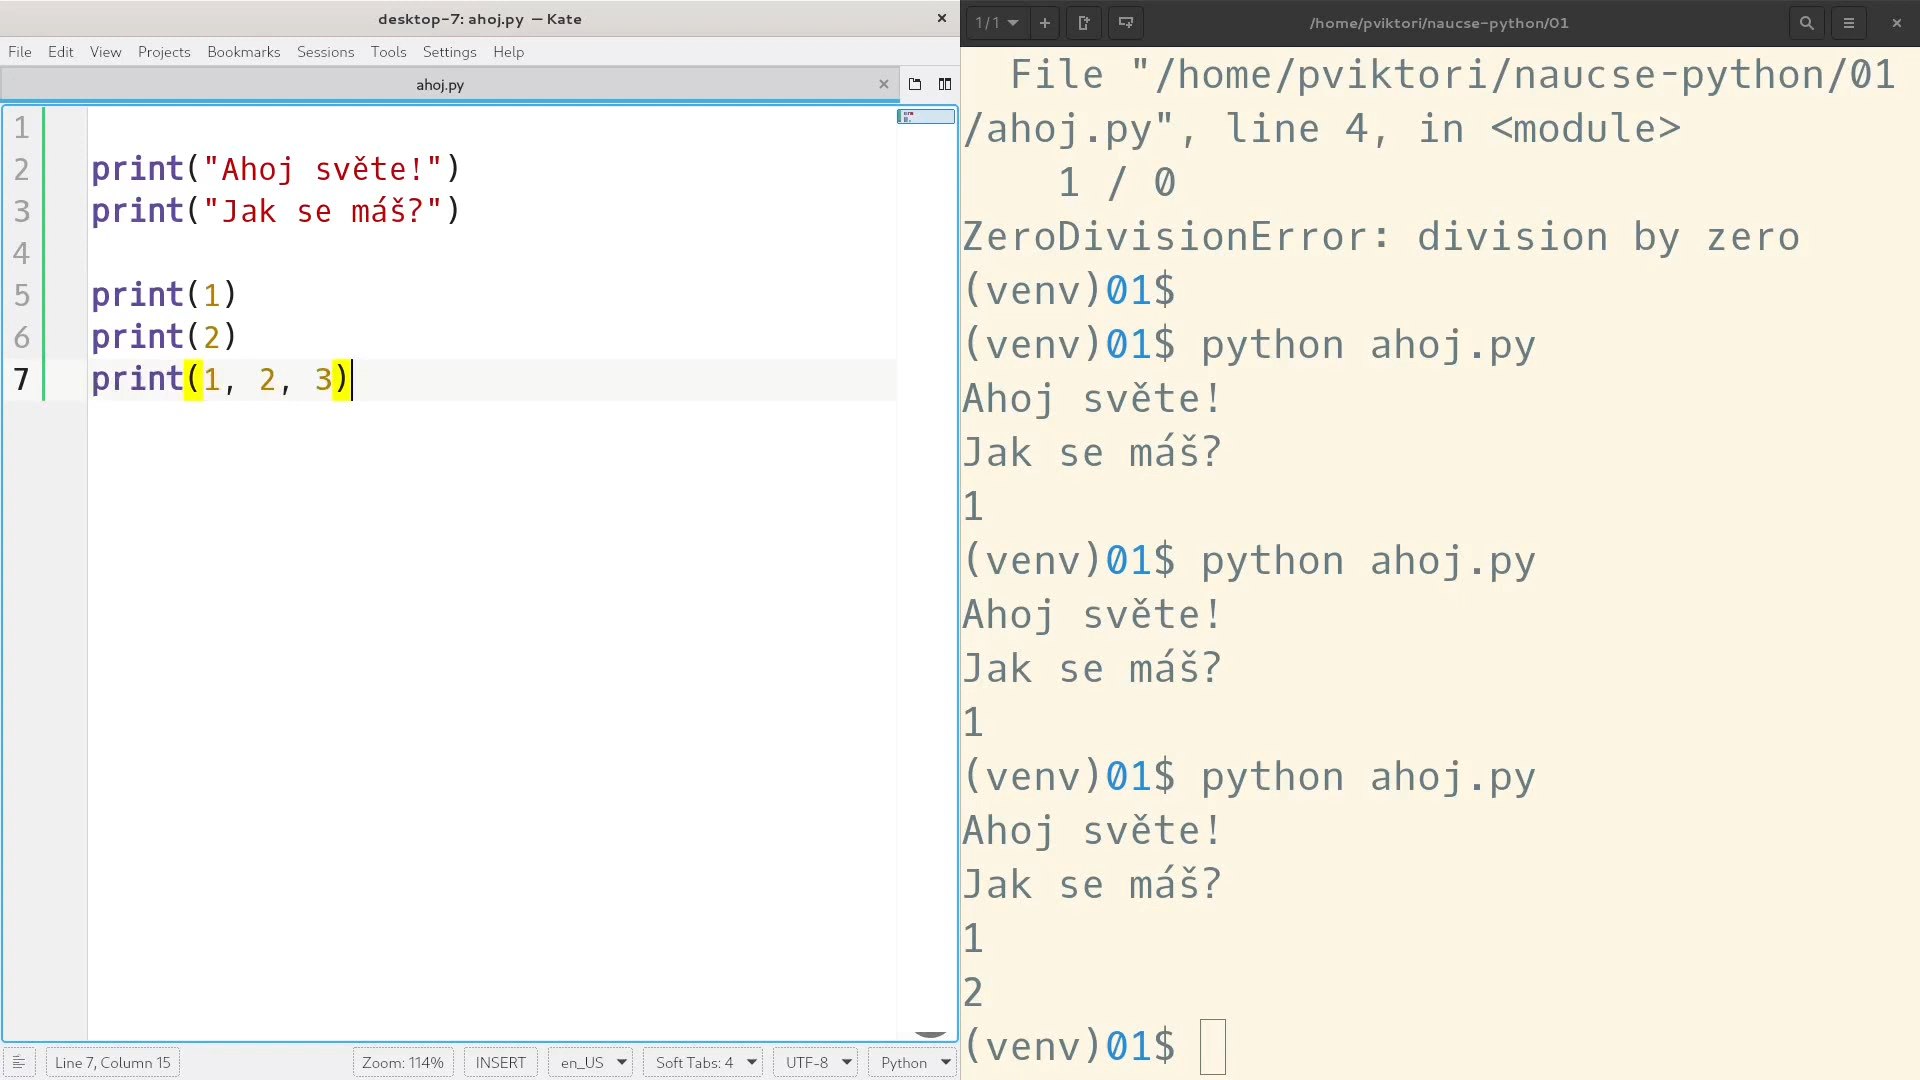 desktop-7: ahoj.py — Kate
File Edit View Projects Bookmarks Sessions Tools Settings Help
ahoj.py
1
2 print("Ahoj světe!")
3 print("Jak se máš?")
4
5 print(1)
6 print(2)
7 print(1, 2, 3)
Line 7, Column 15 Zoom: 114% INSERT en_US Soft Tabs: 4 UTF-8 Python
1/1 /home/pviktori/naucse-python/01
File "/home/pviktori/naucse-python/01
/ahoj.py", line 4, in <module>
1 / 0
ZeroDivisionError: division by zero
(venv)01$
(venv)01$ python ahoj.py
Ahoj světe!
Jak se máš?
1
(venv)01$ python ahoj.py
Ahoj světe!
Jak se máš?
1
(venv)01$ python ahoj.py
Ahoj světe!
Jak se máš?
1
2
(venv)01$